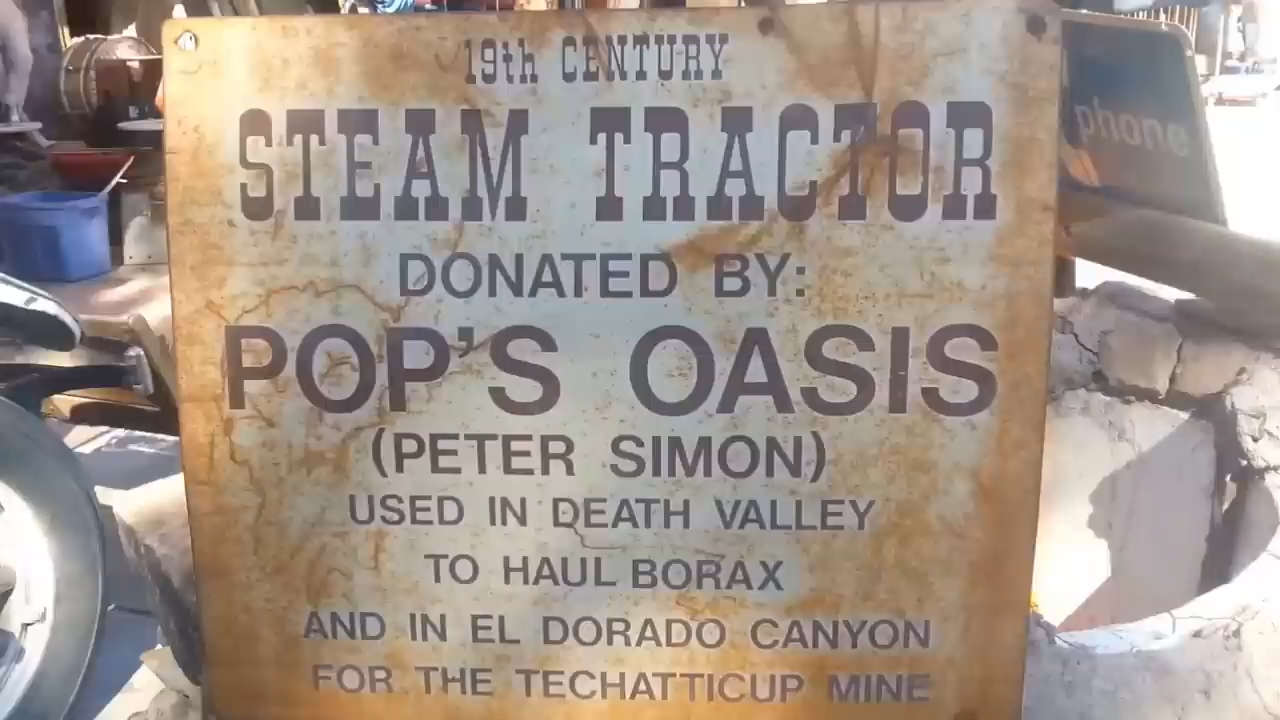 19th CENTURY
STEAM TRACTOR
DONATED BY:
POP'S OASIS
(PETER SIMON)
USED IN DEATH VALLEY
TO HAUL BORAX
AND IN EL DORADO CANYON
FOR THE TECHATTICUP MINE
phone